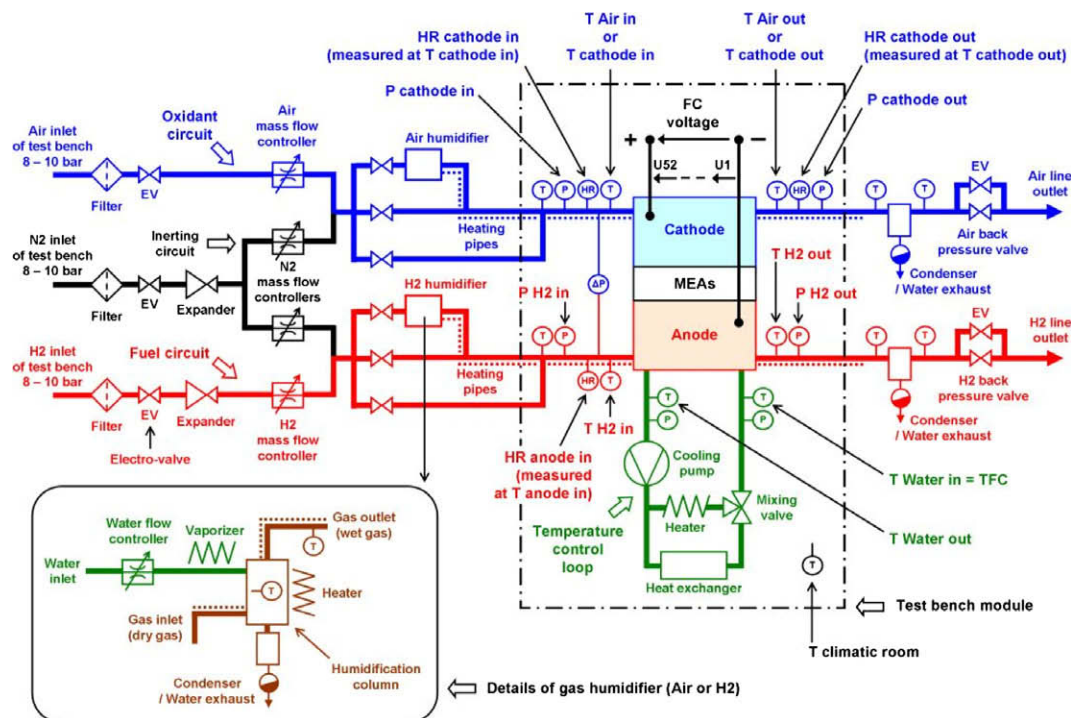 T Air in
or
T cathode in
T Air out
or
T cathode out
HR cathode in
(measured at T cathode in)
HR cathode out
(measured at T cathode out)
P cathode in
P cathode out
FC
voltage
+
–
U52
U1
Air inlet
of test bench
8 – 10 bar
Oxidant
circuit
Air
mass flow
controller
Air humidifier
Filter
EV
T
P
HR
T
T
HR
P
T
T
EV
Air line
outlet
Heating
pipes
Cathode
Air back
pressure valve
Condenser
/ Water exhaust
N2 inlet
of test bench
8 – 10 bar
Inerting
circuit
N2
mass flow
controllers
Filter
EV
Expander
ΔP
MEAs
H2 humidifier
P H2 in
T H2 out
P H2 out
T
P
Anode
T
P
T
T
EV
H2 line
outlet
H2 inlet
of test bench
8 – 10 bar
Fuel circuit
Heating
pipes
HR
T
H2 back
pressure valve
Filter
EV
Expander
H2
mass flow
controller
T H2 in
Condenser
/ Water exhaust
Electro-valve
HR anode in
(measured
at T anode in)
T
P
T
P
Cooling
pump
Mixing
valve
Heater
T Water in = TFC
Temperature
control
loop
T Water out
Heat exchanger
T
Test bench module
T climatic room
Gas outlet
(wet gas)
Water flow
controller
Vaporizer
T
Water
inlet
T
Heater
Gas inlet
(dry gas)
Humidification
column
Condenser
/ Water exhaust
Details of gas humidifier (Air or H2)